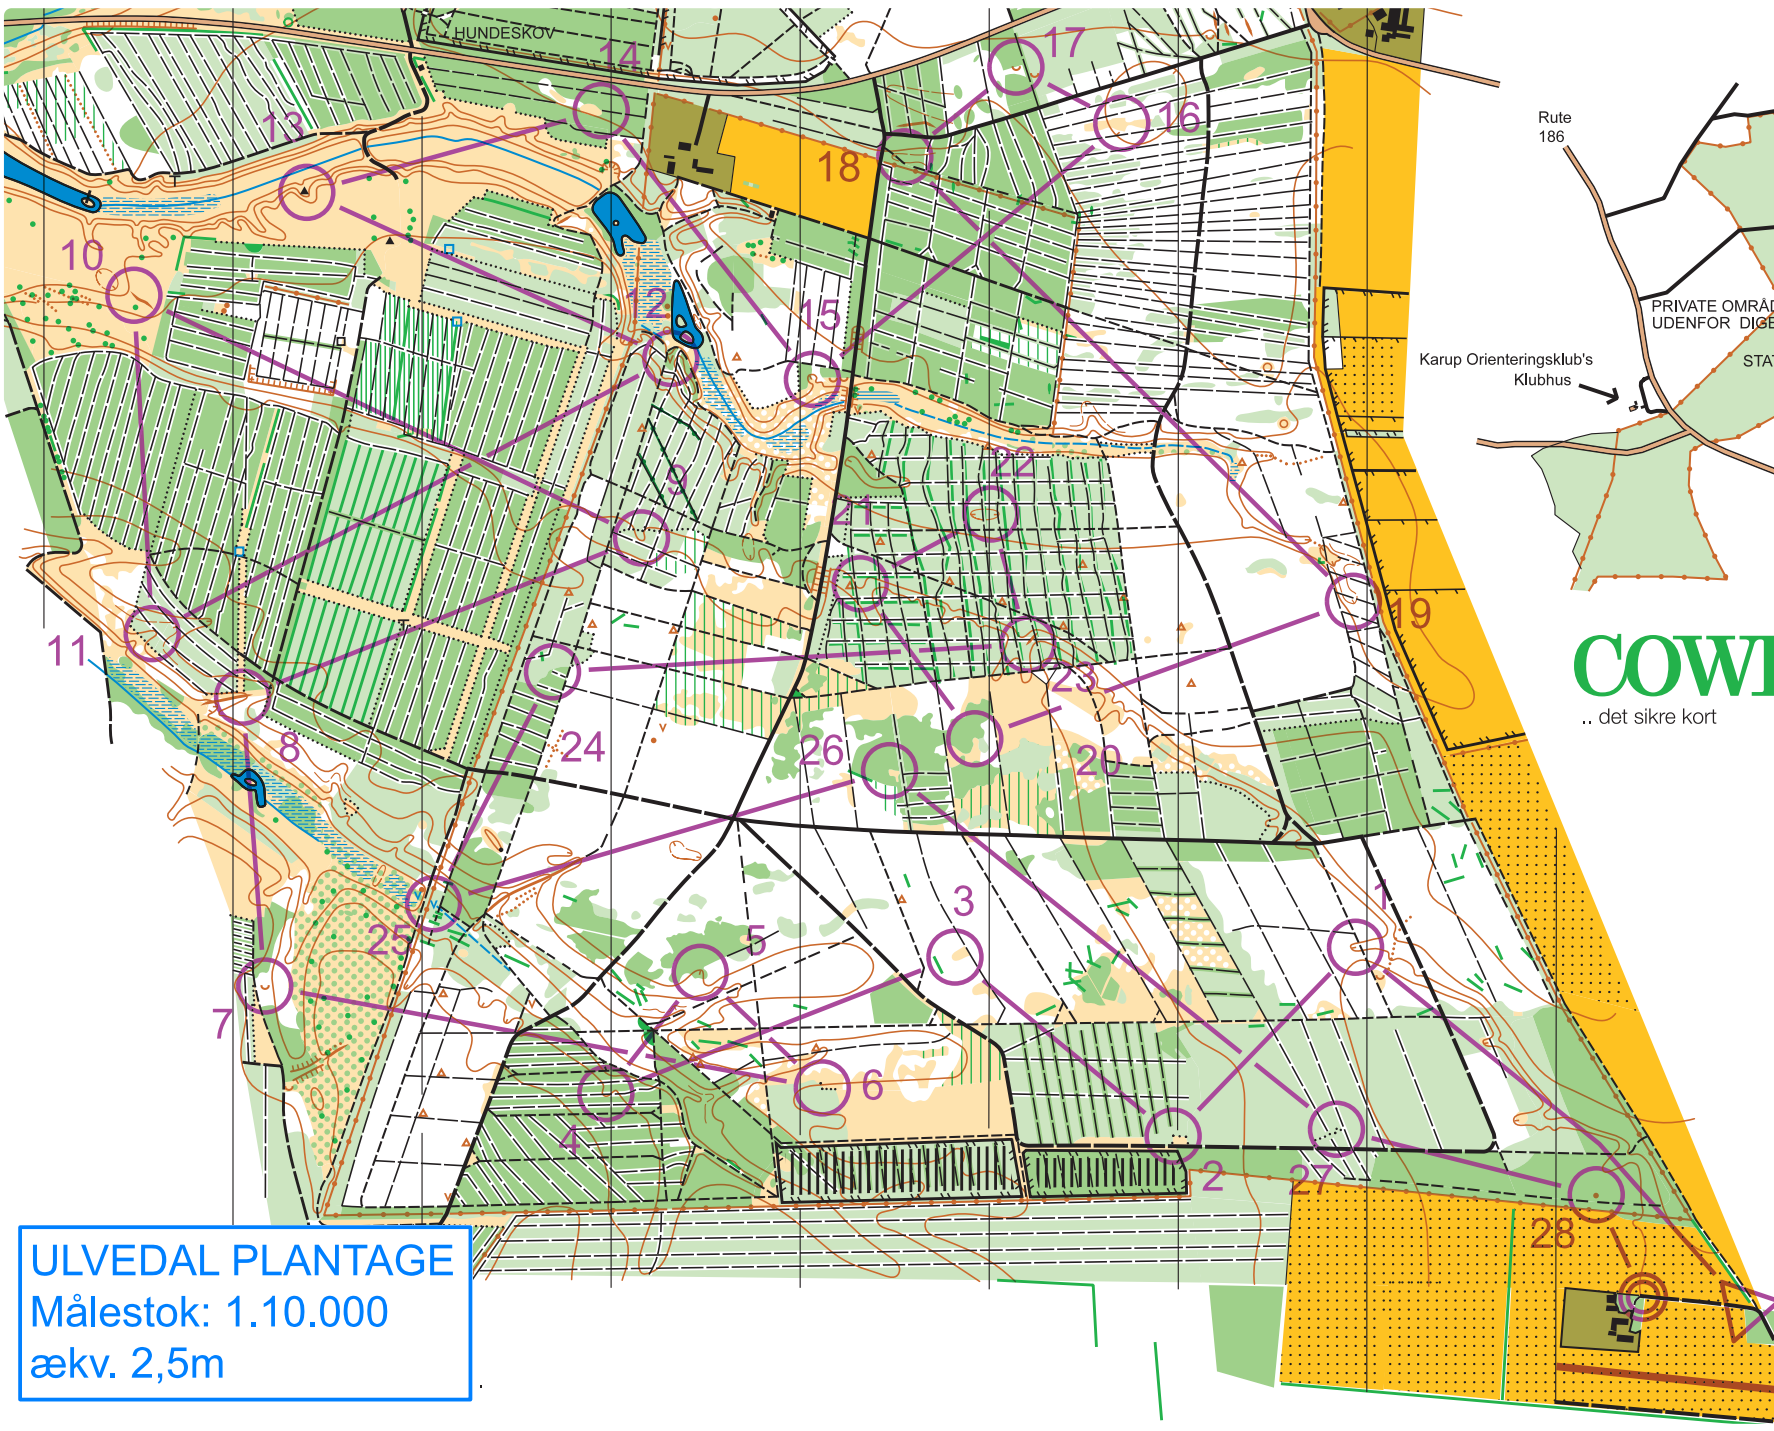 HUNDESKOV
14
17
16
13
18
Rute
186
10
12
15
PRIVATE OMRÅD
UDENFOR DIGE
Karup Orienteringsklub's
Klubhus
STA
9
22
21
19
11
COWI
.. det sikre kort
23
8
24
26
20
3
1
25
5
7
6
4
2
27
28
ULVEDAL PLANTAGE
Målestok: 1.10.000
ækv. 2,5m